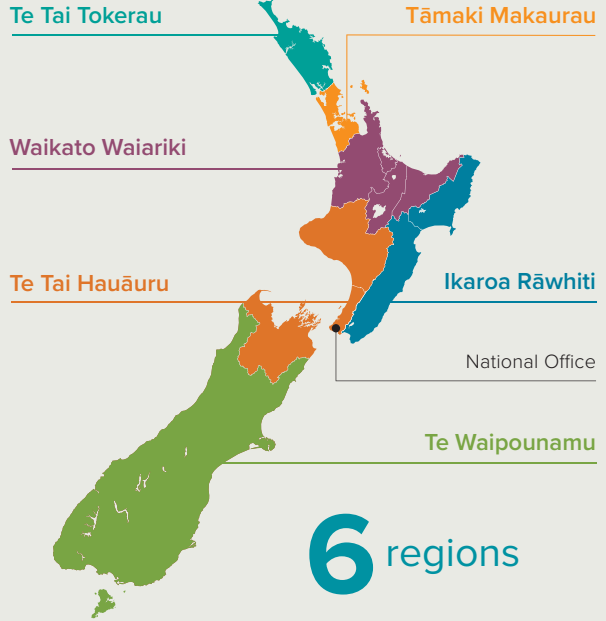 Te Tai Tokerau
Tāmaki Makaurau
Waikato Waiariki
Te Tai Hauāuru
Ikaroa Rāwhiti
National Office
Te Waipounamu
6 regions